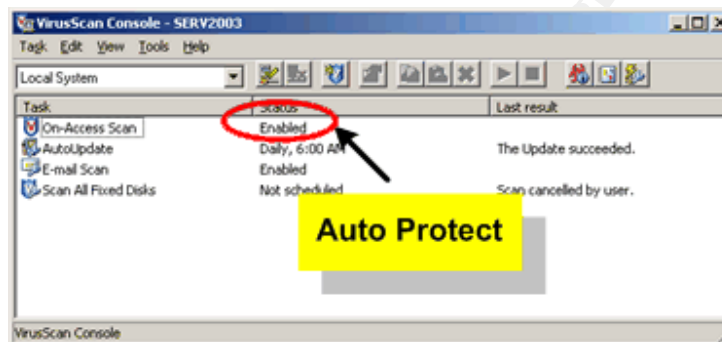 VirusScan Console - SERV2003
Task Edit View Tools Help
Local System
Task Status Last result
On-Access Scan Enabled
AutoUpdate Daily, 6:00 AM The Update succeeded.
E-mail Scan Enabled
Scan All Fixed Disks Not scheduled Scan cancelled by user.
Auto Protect
VirusScan Console